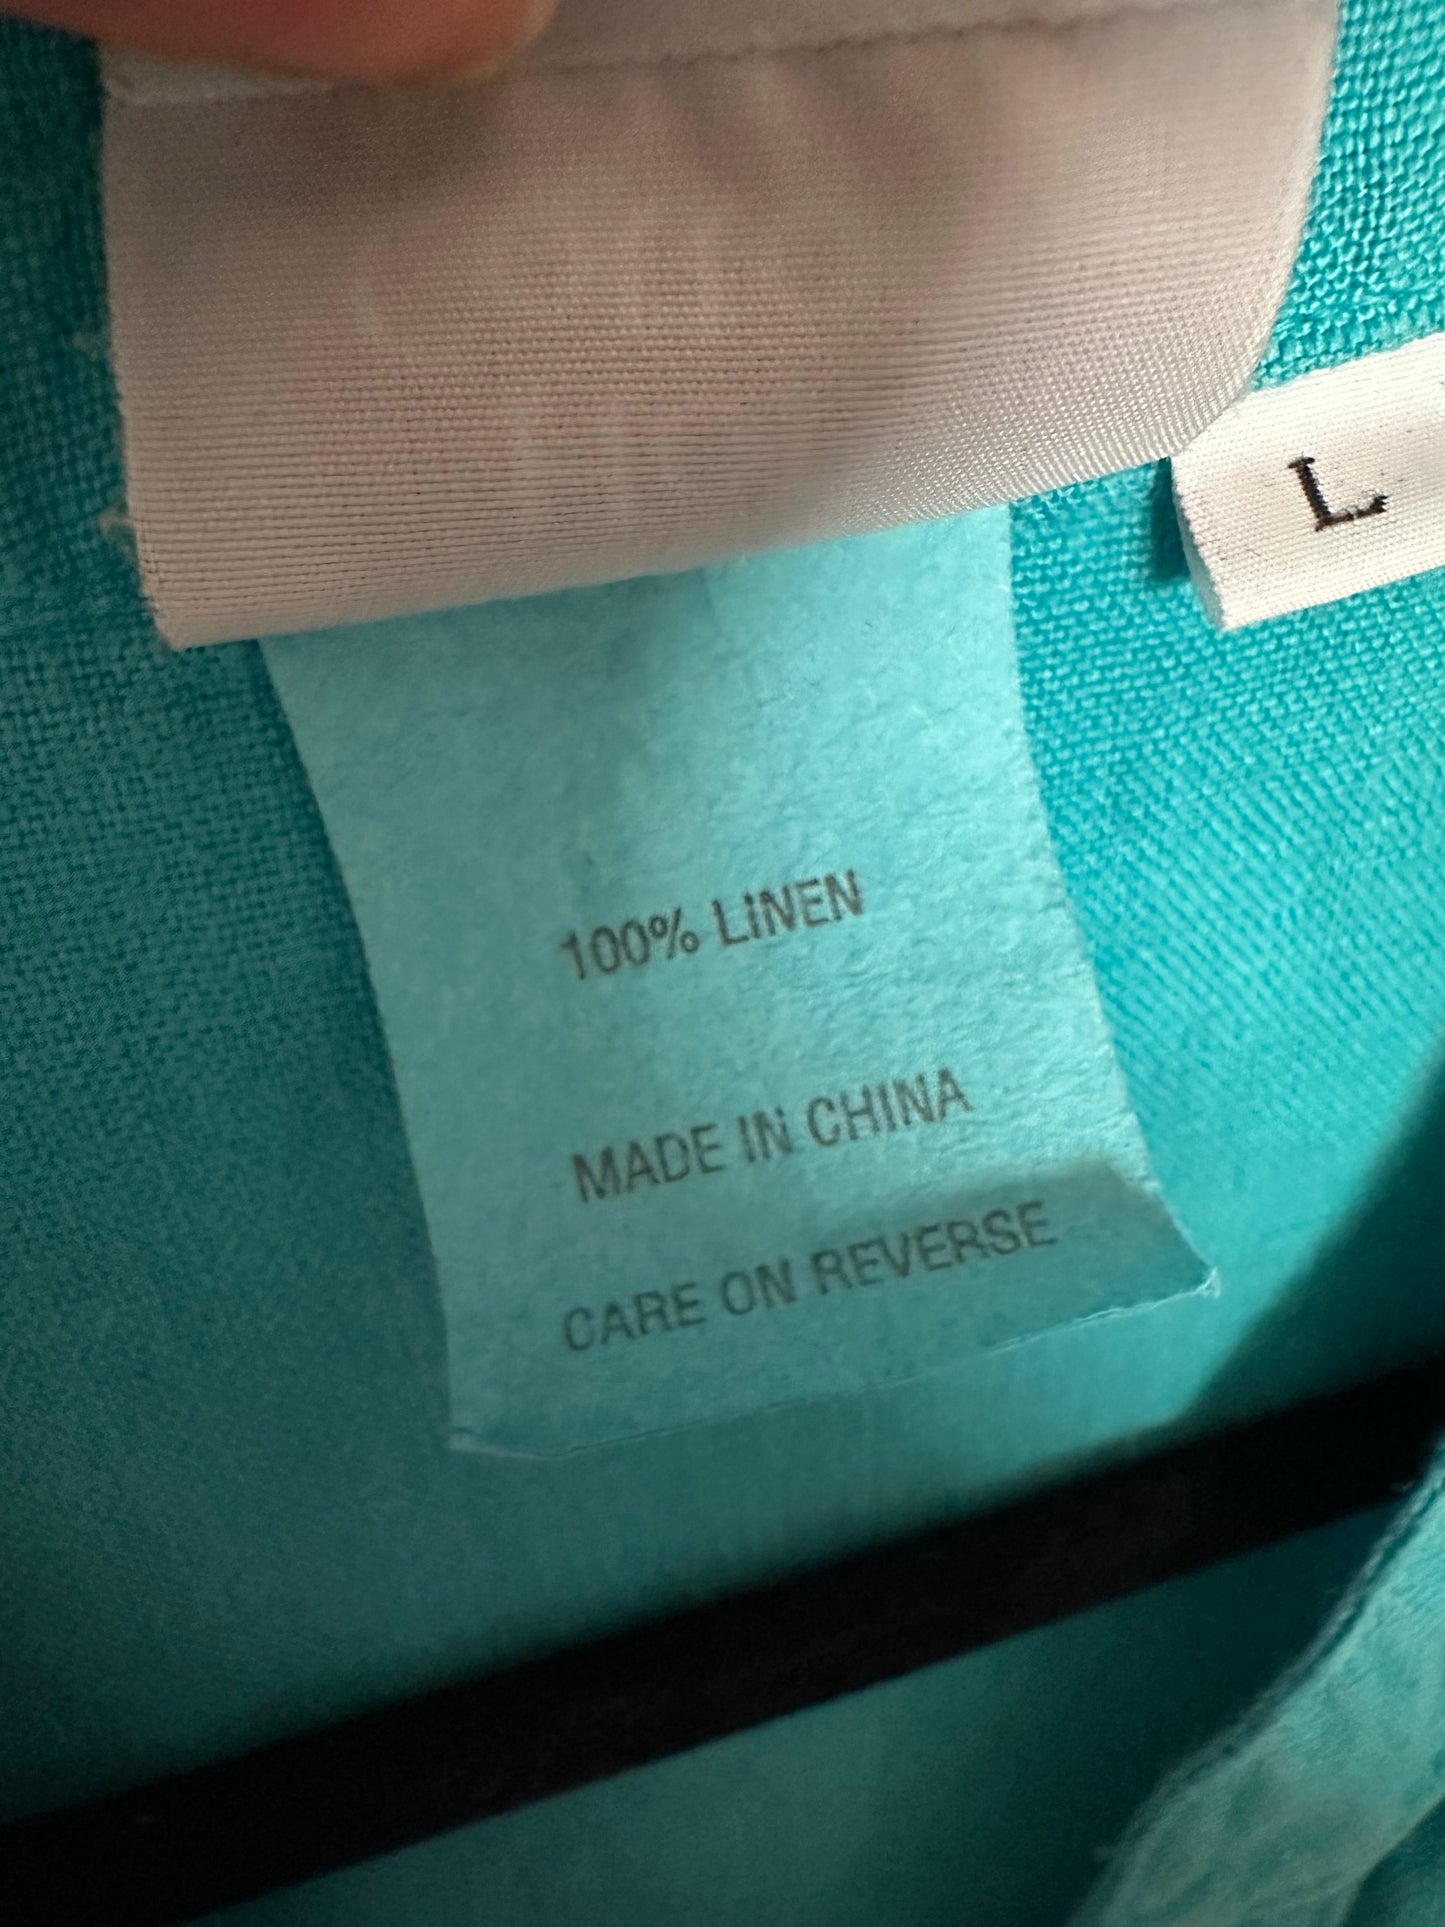 L
100% LINEN
MADE IN CHINA
CARE ON REVERSE